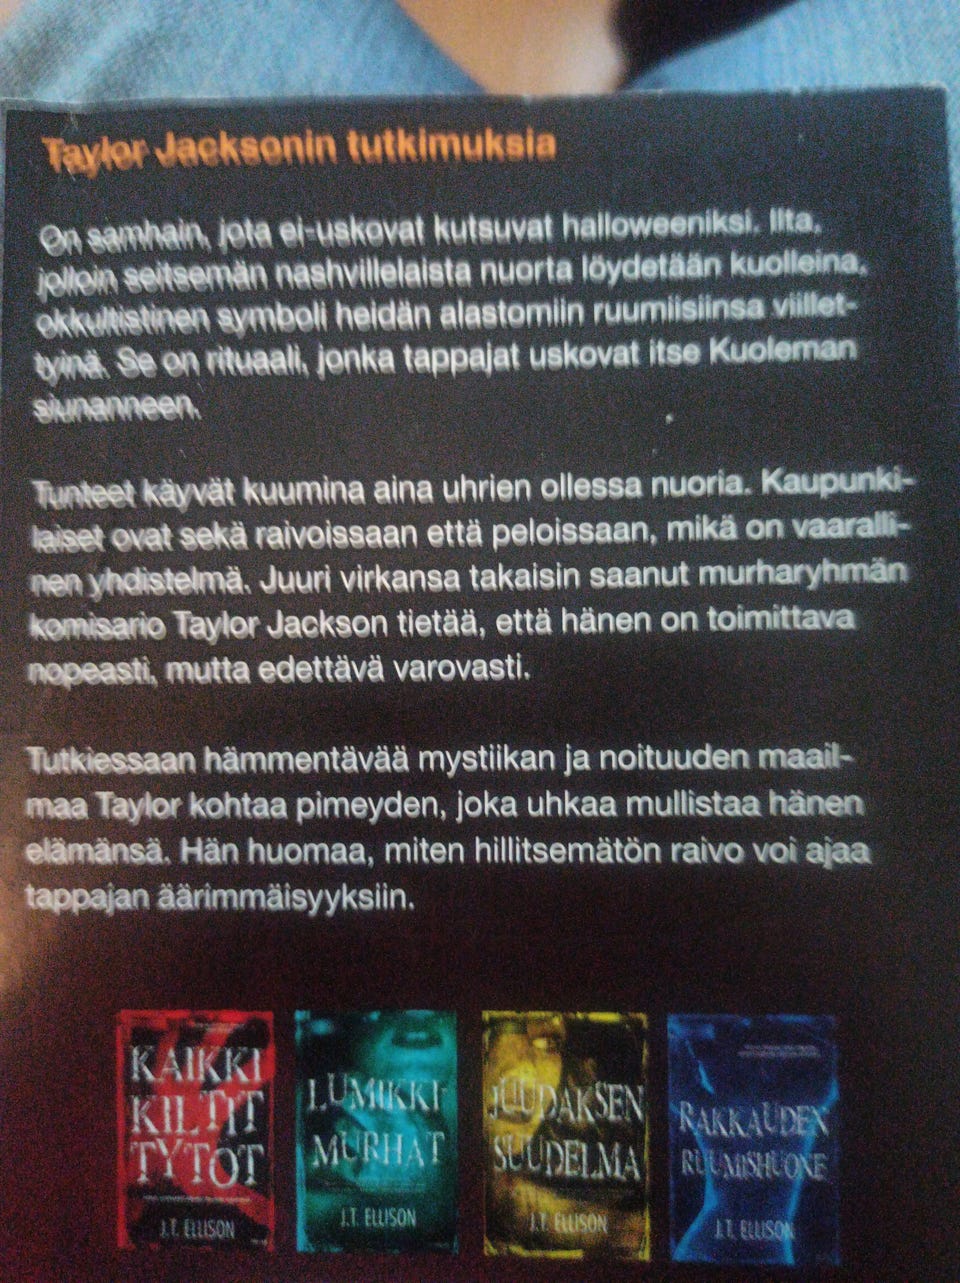 Taylor Jacksonin tutkimuksia
On samhain, jota ei-uskovat kutsuvat halloweeniksi. Ilta,
jolloin seitsemän nashvillelaista nuorta löydetään kuolleina,
okkultistinen symboli heidän alastomiin ruumiisiinsa viillet-
tyinä. Se on rituaali, jonka tappajat uskovat itse Kuoleman
siunanneen.
Tunteet käyvät kuumina aina uhrien ollessa nuoria. Kaupunki-
laiset ovat sekä raivoissaan että peloissaan, mikä on vaaralli-
nen yhdistelmä. Juuri virkansa takaisin saanut murharyhmän
komisario Taylor Jackson tietää, että hänen on toimittava
nopeasti, mutta edettävä varovasti.
Tutkiessaan hämmentävää mystiikan ja noituuden maail-
maa Taylor kohtaa pimeyden, joka uhkaa mullistaa hänen
elämänsä. Hän huomaa, miten hillitsemätön raivo voi ajaa
tappajan äärimmäisyyksiin.
KAIKKI
KILTIT
TYTÖT
J.T. ELLISON
LUMIKKI-
MURHAT
J.T. ELLISON
JUUDAKSEN
SUUDELMA
J.T. ELLISON
RAKKAUDEN
RUUMISHUONE
J.T. ELLISON